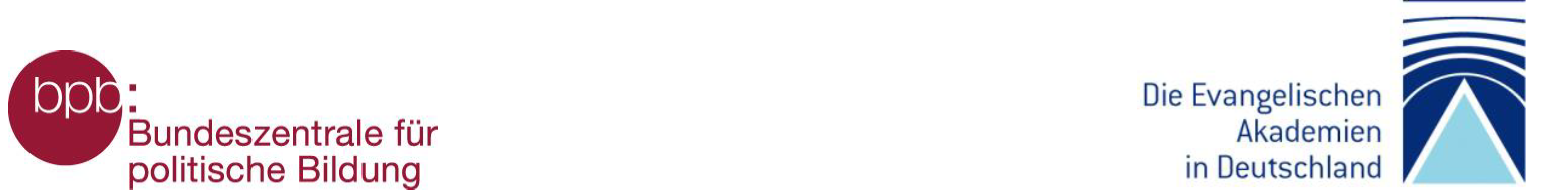 bpb:
Bundeszentrale für
politische Bildung
Die Evangelischen
Akademien
in Deutschland